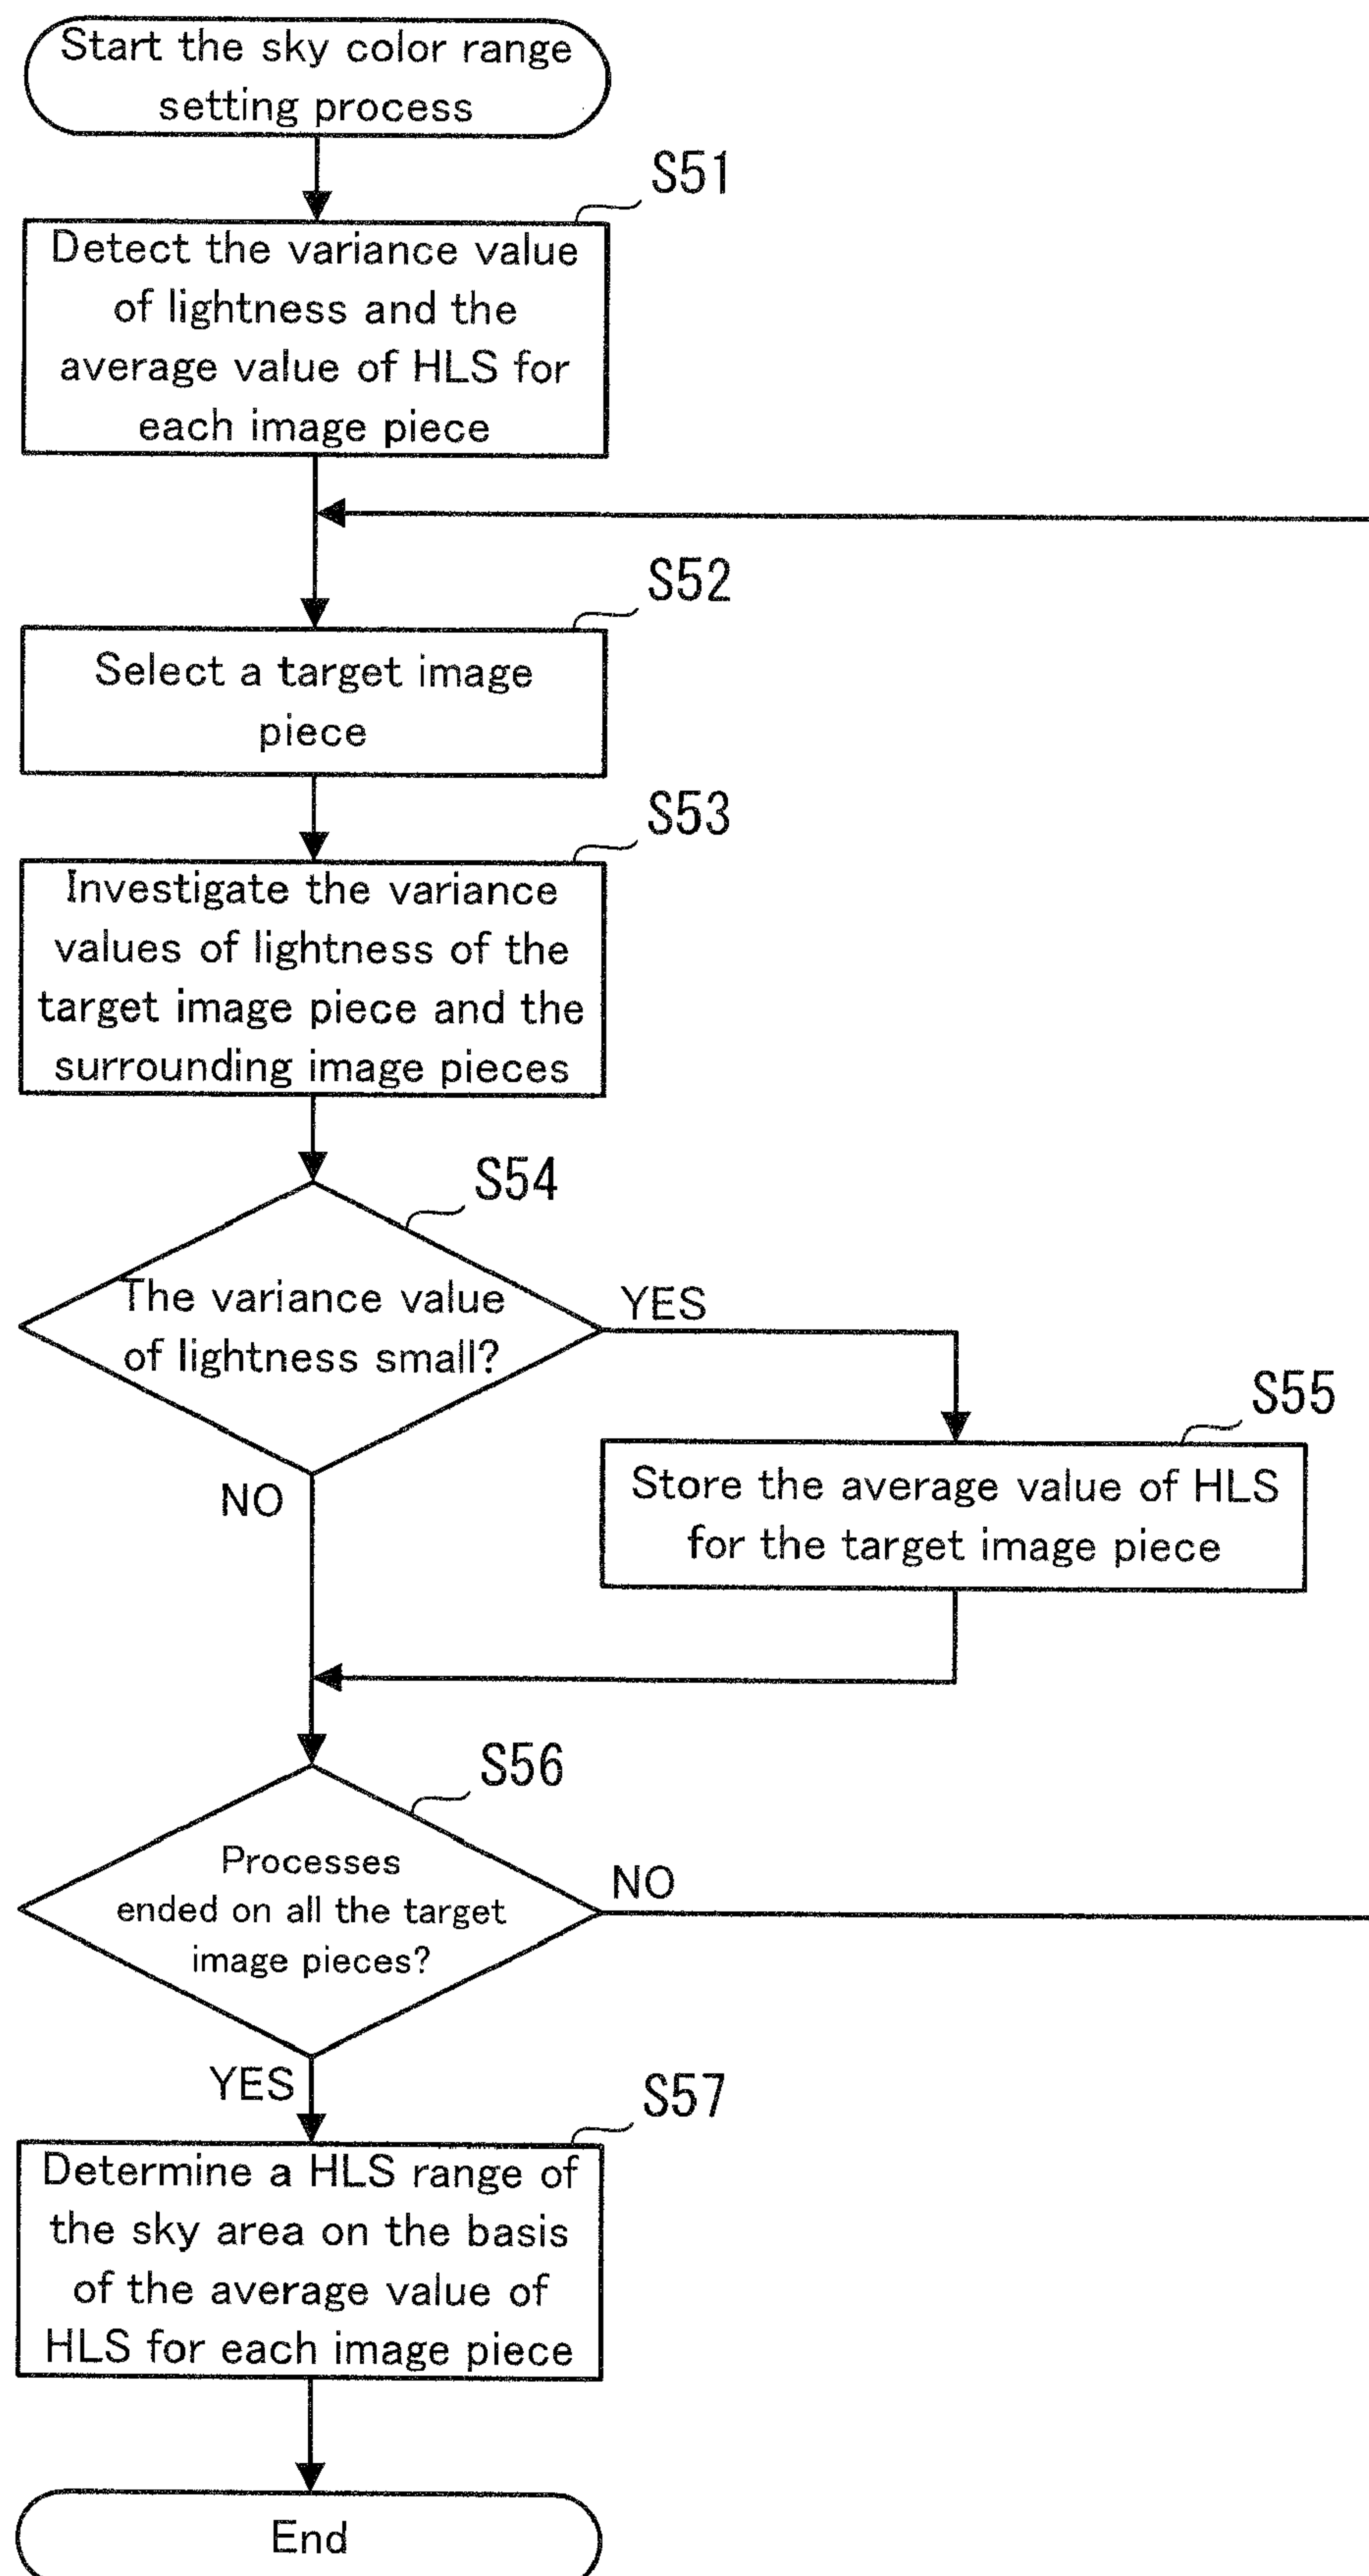 Start the sky color range
setting process
S51
Detect the variance value
of lightness and the
average value of HLS for
each image piece
S52
Select a target image
piece
S53
Investigate the variance
values of lightness of the
target image piece and the
surrounding image pieces
S54
The variance value
of lightness small?
YES
S55
Store the average value of HLS
for the target image piece
NO
S56
Processes
ended on all the target
image pieces?
NO
YES
S57
Determine a HLS range of
the sky area on the basis
of the average value of
HLS for each image piece
End